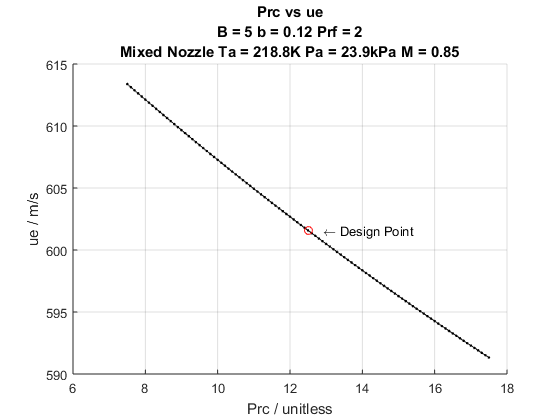 Prc vs ue
B = 5 b = 0.12 Prf = 2
Mixed Nozzle Ta = 218.8K Pa = 23.9kPa M = 0.85
615
610
605
600
595
590
ue / m/s
← Design Point
6 8 10 12 14 16 18
Prc / unitless